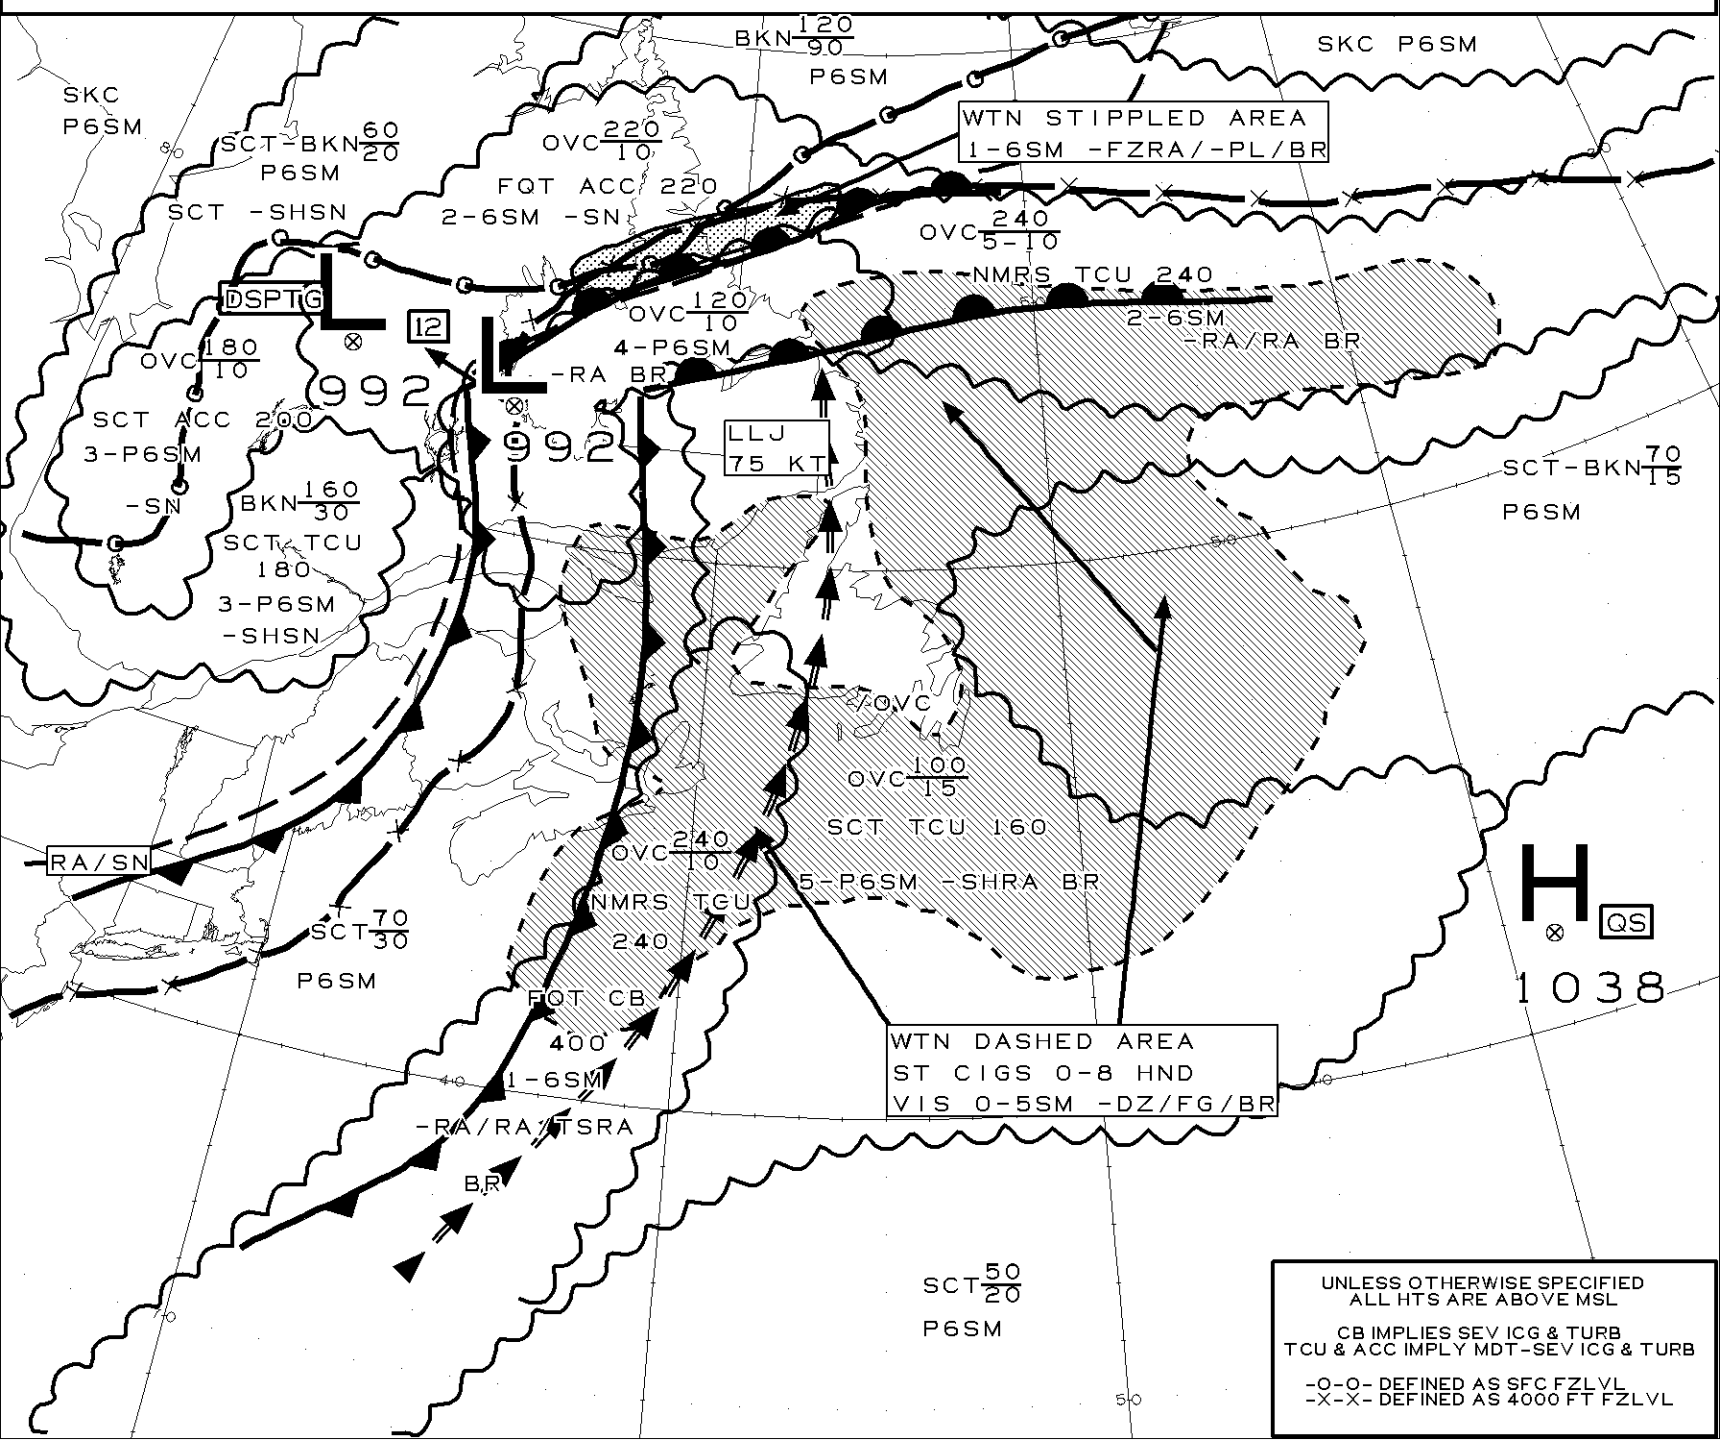 BKN 120/90
P6SM
SKC P6SM
SKC
P6SM
80
SCT-BKN 60/20
P6SM
SCT -SHSN
OVC 220/10
FQT ACC 220
2-6SM -SN
WTN STIPPLED AREA
1-6SM -FZRA/-PL/BR
OVC 240/5-10
NMRS TCU 240
2-6SM
-RA/RA BR
DSPTG
L
992
12
L
992
OVC 120/10
4-P6SM
-RA BR
OVC 180/10
SCT ACC 200
3-P6SM
-SN
BKN 160/30
SCT TCU
180
3-P6SM
-SHSN
LLJ
75 KT
SCT-BKN 70/15
P6SM
50
/OVC
OVC 100/15
SCT TCU 160
5-P6SM -SHRA BR
RA/SN
OVC 240/10
NMRS TCU
240
FQT CB
400
1-6SM
-RA/RA/TSRA
BR
SCT 70/30
P6SM
H
QS
1038
WTN DASHED AREA
ST CIGS 0-8 HND
VIS 0-5SM -DZ/FG/BR
40
SCT 50/20
P6SM
50
UNLESS OTHERWISE SPECIFIED
ALL HTS ARE ABOVE MSL
CB IMPLIES SEV ICG & TURB
TCU & ACC IMPLY MDT-SEV ICG & TURB
-O-O- DEFINED AS SFC FZLVL
-X-X- DEFINED AS 4000 FT FZLVL